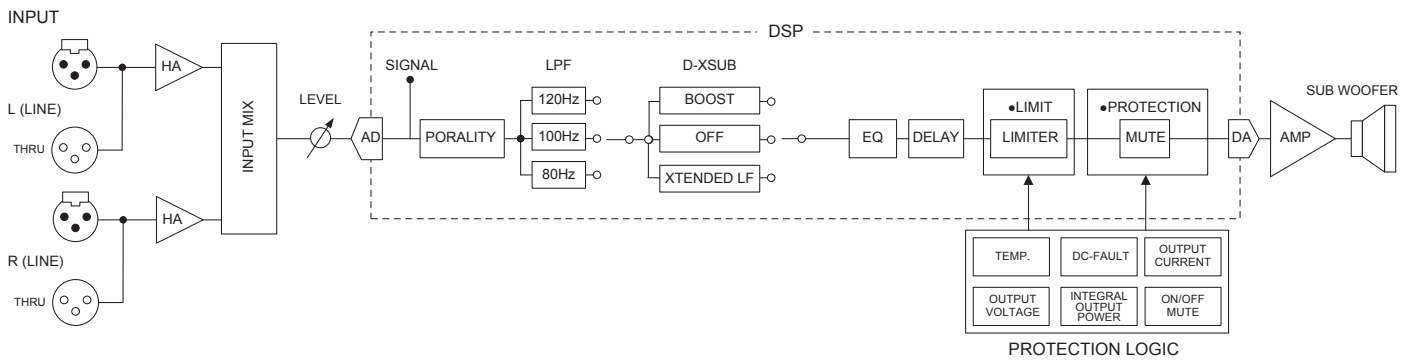 INPUT
HA
L (LINE)
THRU
HA
R (LINE)
THRU
INPUT MIX
LEVEL
DSP
AD
SIGNAL
PORALITY
LPF
120Hz
100Hz
80Hz
D-XSUB
BOOST
OFF
XTENDED LF
EQ
DELAY
●LIMIT
LIMITER
●PROTECTION
MUTE
DA
AMP
SUB WOOFER
TEMP.
DC-FAULT
OUTPUT
CURRENT
OUTPUT
VOLTAGE
INTEGRAL
OUTPUT
POWER
ON/OFF
MUTE
PROTECTION LOGIC